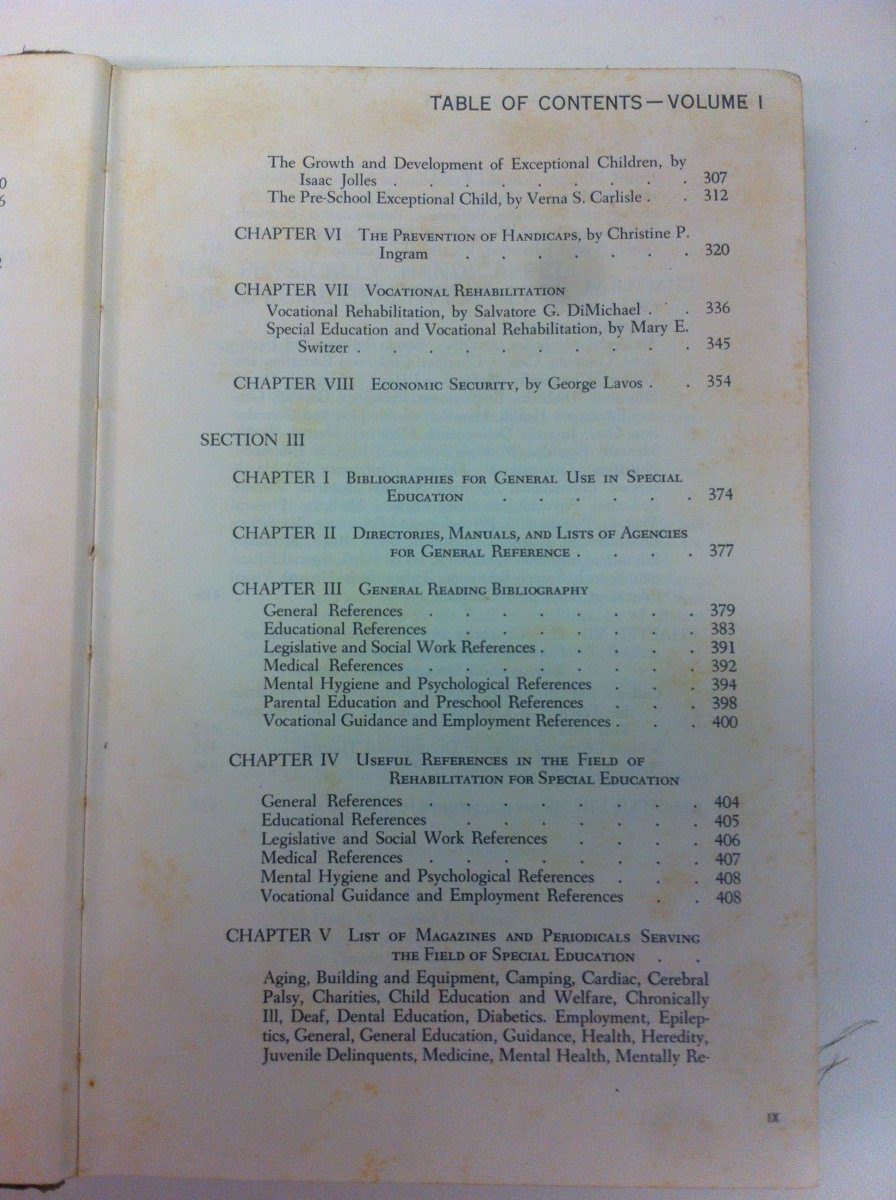 TABLE OF CONTENTS—VOLUME I
The Growth and Development of Exceptional Children, by
Isaac Jolles . . . . . . . . . 307
The Pre-School Exceptional Child, by Verna S. Carlisle . . 312
CHAPTER VI The Prevention of Handicaps, by Christine P.
Ingram . . . . . . . 320
CHAPTER VII Vocational Rehabilitation
Vocational Rehabilitation, by Salvatore G. DiMichael . . 336
Special Education and Vocational Rehabilitation, by Mary E.
Switzer . . . . . . . . . . 345
CHAPTER VIII Economic Security, by George Lavos . . 354
SECTION III
CHAPTER I Bibliographies for General Use in Special
Education . . . . . . 374
CHAPTER II Directories, Manuals, and Lists of Agencies
for General Reference . . . . 377
CHAPTER III General Reading Bibliography
General References . . . . . . . . 379
Educational References . . . . . . . 383
Legislative and Social Work References . . . . . 391
Medical References . . . . . . . . 392
Mental Hygiene and Psychological References . . . 394
Parental Education and Preschool References . . . 398
Vocational Guidance and Employment References . . . 400
CHAPTER IV Useful References in the Field of
Rehabilitation for Special Education
General References . . . . . . . . 404
Educational References . . . . . . . 405
Legislative and Social Work References . . . . 406
Medical References . . . . . . . . 407
Mental Hygiene and Psychological References . . . 408
Vocational Guidance and Employment References . . 408
CHAPTER V List of Magazines and Periodicals Serving
the Field of Special Education . .
Aging, Building and Equipment, Camping, Cardiac, Cerebral
Palsy, Charities, Child Education and Welfare, Chronically
Ill, Deaf, Dental Education, Diabetics. Employment, Epilep-
tics, General, General Education, Guidance, Health, Heredity,
Juvenile Delinquents, Medicine, Mental Health, Mentally Re-
IX